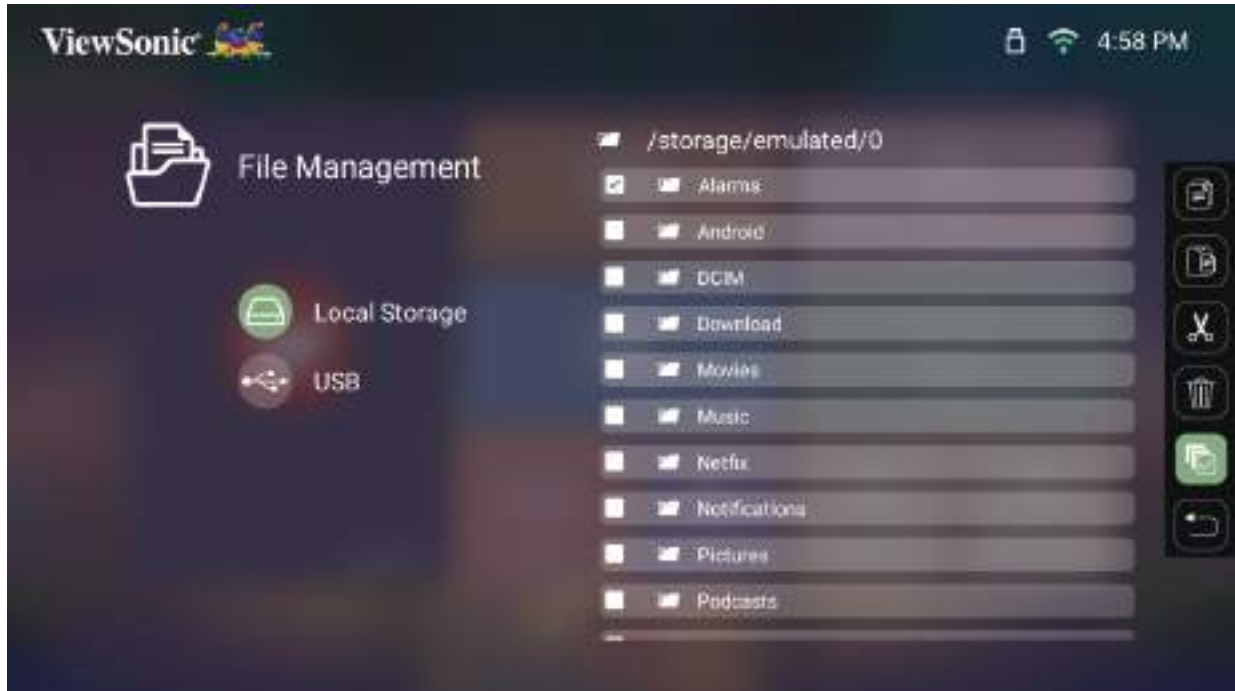 ViewSonic
4:58 PM
File Management
Local Storage
USB
/storage/emulated/0
Alarms
Android
DCIM
Download
Movies
Music
Netfix
Notifications
Pictures
Podcasts